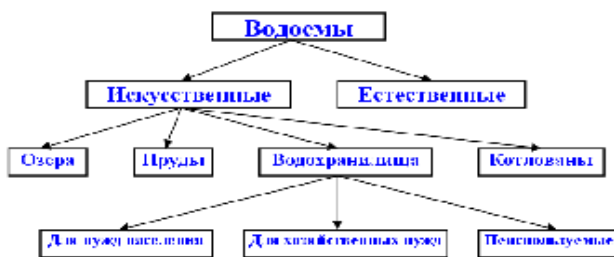 Водоемы
Искусственные
Естественные
Озера
Пруды
Водохранилища
Котлованы
Для нужд населения
Для хозяйственных нужд
Неиспользуемые